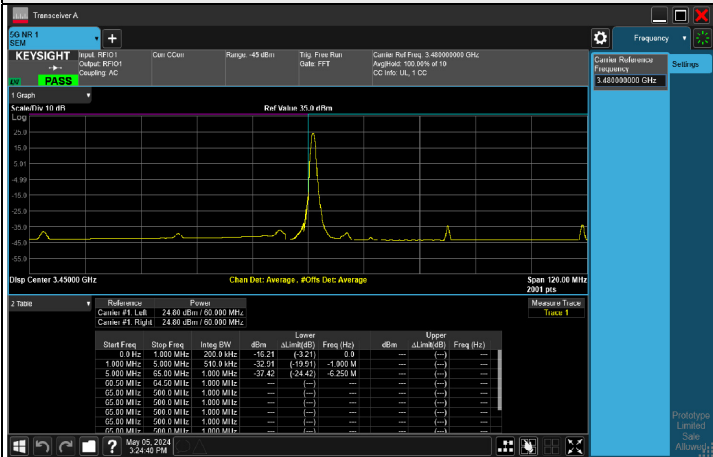 Transceiver A
5G NR 1
SEM
Frequency
KEYSIGHT
Input: RFIO1
Output: RFIO1
Coupling: AC
Corr CCorr
Range: -45 dBm
Trig: Free Run
Gate: FFT
Carrier Ref Freq: 3.480000000 GHz
Avg|Hold: 100.00% of 10
CC Info: UL, 1 CC
PASS
Carrier Reference
Frequency
3.480000000 GHz
Settings
1 Graph
Scale/Div 10 dB
Ref Value 35.0 dBm
Log
25.0
15.0
5.01
-4.99
-15.0
-25.0
-35.0
-45.0
-55.0
Disp Center 3.45000 GHz
Chan Det: Average , #Offs Det: Average
Span 120.00 MHz
2001 pts
2 Table
Reference Power
Carrier #1. Left 24.80 dBm / 60.000 MHz
Carrier #1. Right 24.80 dBm / 60.000 MHz
Measure Trace
Trace 1
Lower Upper
Start Freq Stop Freq Integ BW dBm ΔLimit(dB) Freq (Hz) dBm ΔLimit(dB) Freq (Hz)
0.0 Hz 1.000 MHz 200.0 kHz -16.21 (-3.21) 0.0 --- (---) ---
1.000 MHz 5.000 MHz 510.0 kHz -32.91 (-19.91) -1.000 M --- (---) ---
5.000 MHz 65.00 MHz 1.000 MHz -37.42 (-24.42) -6.250 M --- (---) ---
60.50 MHz 64.50 MHz 1.000 MHz --- (---) --- --- (---) ---
65.00 MHz 500.0 MHz 1.000 MHz --- (---) --- --- (---) ---
65.00 MHz 500.0 MHz 1.000 MHz --- (---) --- --- (---) ---
65.00 MHz 500.0 MHz 1.000 MHz --- (---) --- --- (---) ---
65.00 MHz 500.0 MHz 1.000 MHz --- (---) --- --- (---) ---
Prototype
Limited
Sale
Allowed
May 05, 2024
3:24:40 PM